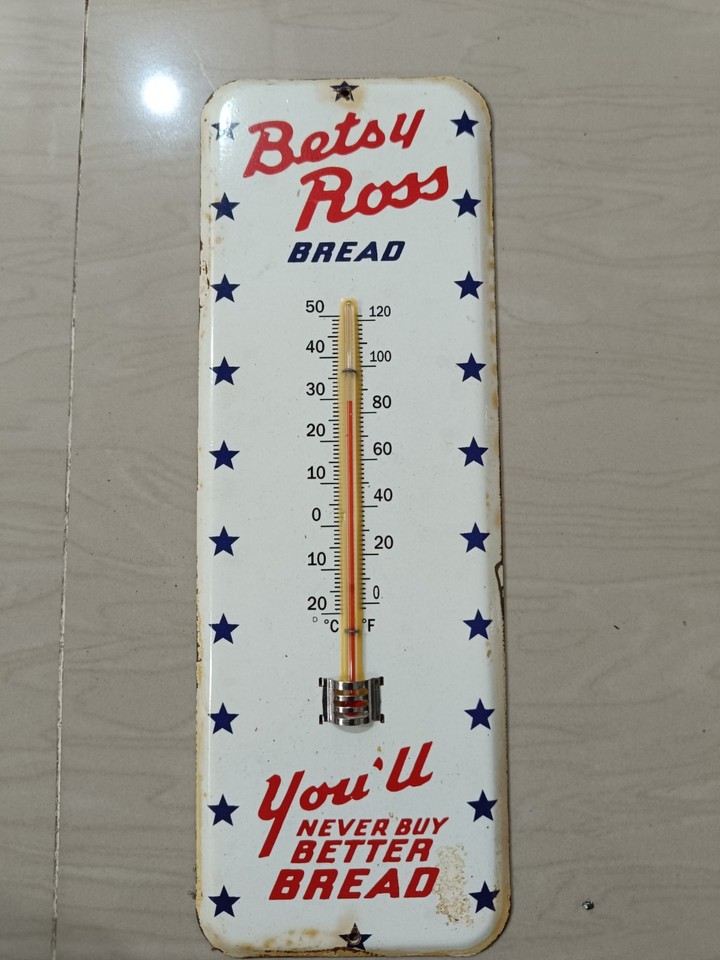 Betsy
Ross
BREAD
50 120
40 100
30 80
20 60
10 40
0 20
10 0
20
°C °F
You'll
NEVER BUY
BETTER
BREAD